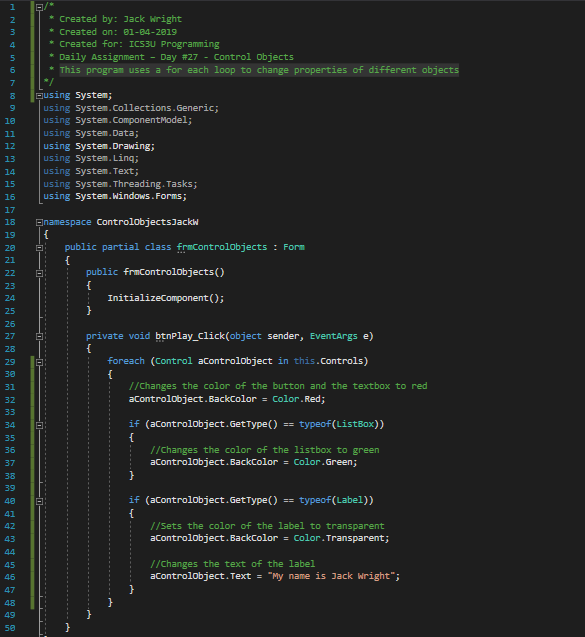 1 /*
2 * Created by: Jack Wright
3 * Created on: 01-04-2019
4 * Created for: ICS3U Programming
5 * Daily Assignment – Day #27 - Control Objects
6 * This program uses a for each loop to change properties of different objects
7 */
8 using System;
9 using System.Collections.Generic;
10 using System.ComponentModel;
11 using System.Data;
12 using System.Drawing;
13 using System.Linq;
14 using System.Text;
15 using System.Threading.Tasks;
16 using System.Windows.Forms;
17
18 namespace ControlObjectsJackW
19 {
20 public partial class frmControlObjects : Form
21 {
22 public frmControlObjects()
23 {
24 InitializeComponent();
25 }
26
27 private void btnPlay_Click(object sender, EventArgs e)
28 {
29 foreach (Control aControlObject in this.Controls)
30 {
31 //Changes the color of the button and the textbox to red
32 aControlObject.BackColor = Color.Red;
33
34 if (aControlObject.GetType() == typeof(ListBox))
35 {
36 //Changes the color of the listbox to green
37 aControlObject.BackColor = Color.Green;
38 }
39
40 if (aControlObject.GetType() == typeof(Label))
41 {
42 //Sets the color of the label to transparent
43 aControlObject.BackColor = Color.Transparent;
44
45 //Changes the text of the label
46 aControlObject.Text = "My name is Jack Wright";
47 }
48 }
49 }
50 }